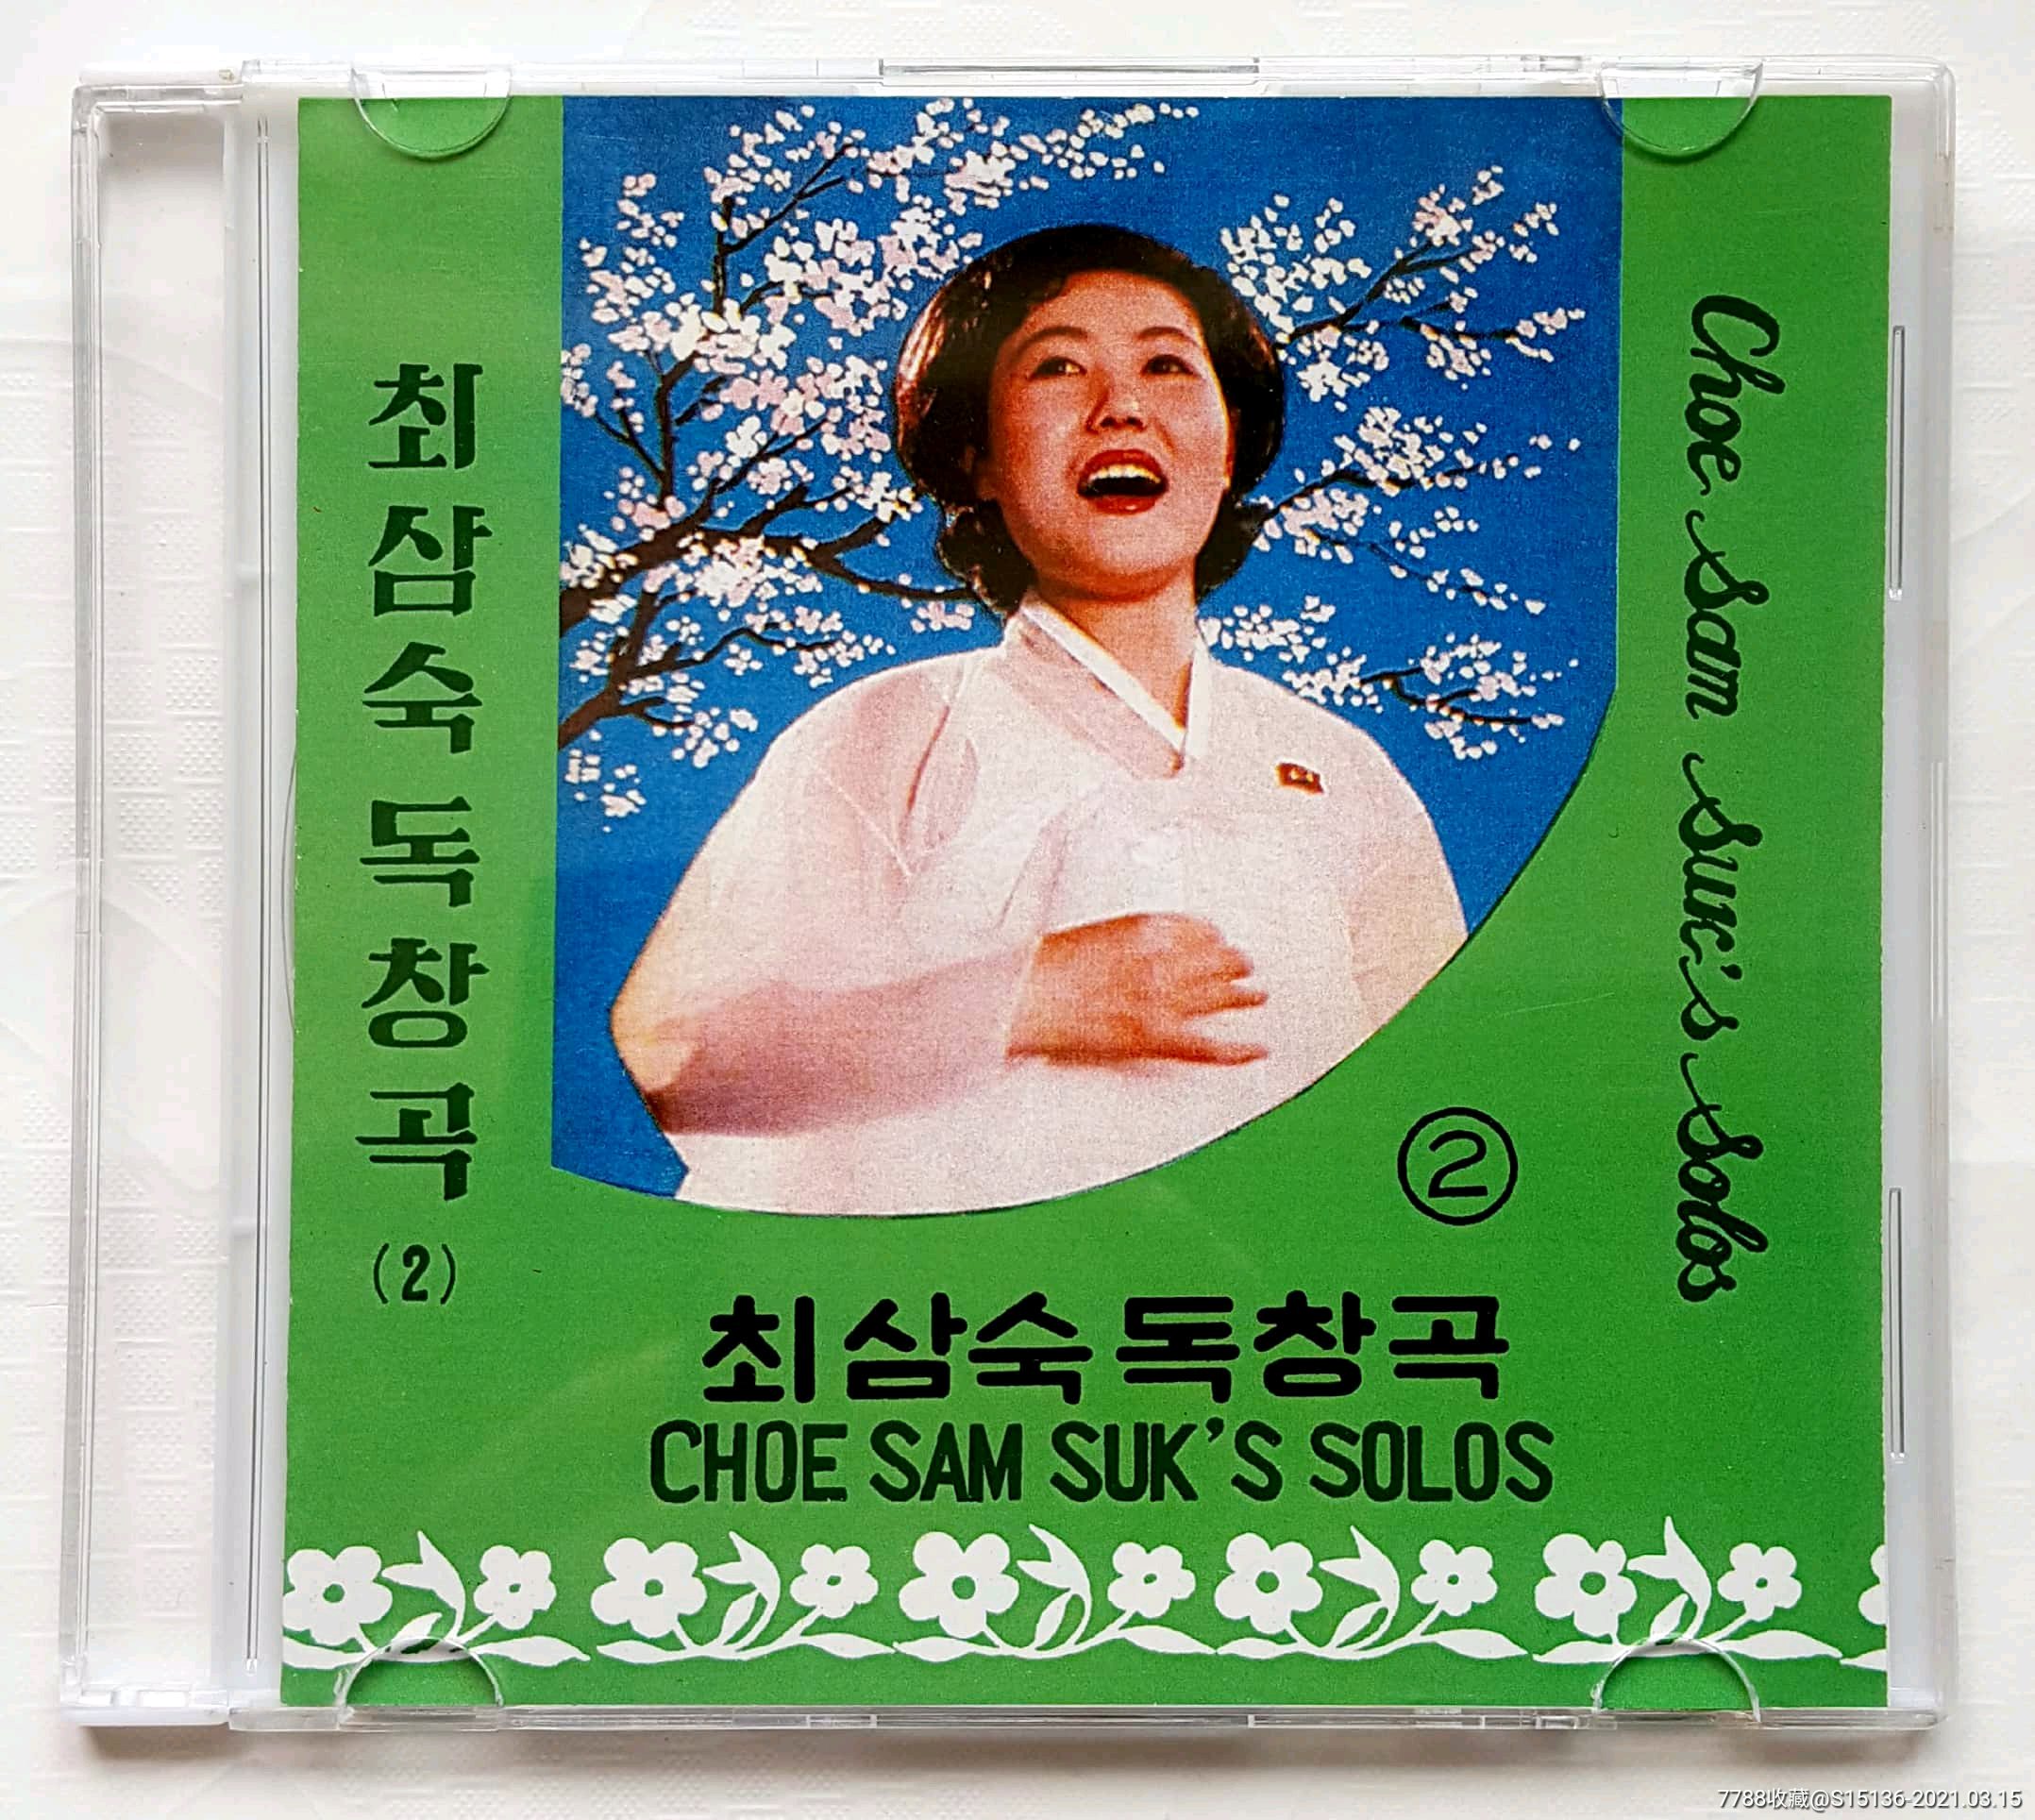 최삼숙독창곡
(2)
Choe Sam Suk's Solos
②
최삼숙독창곡
CHOE SAM SUK'S SOLOS
7788收藏@S15136-2021.03.15